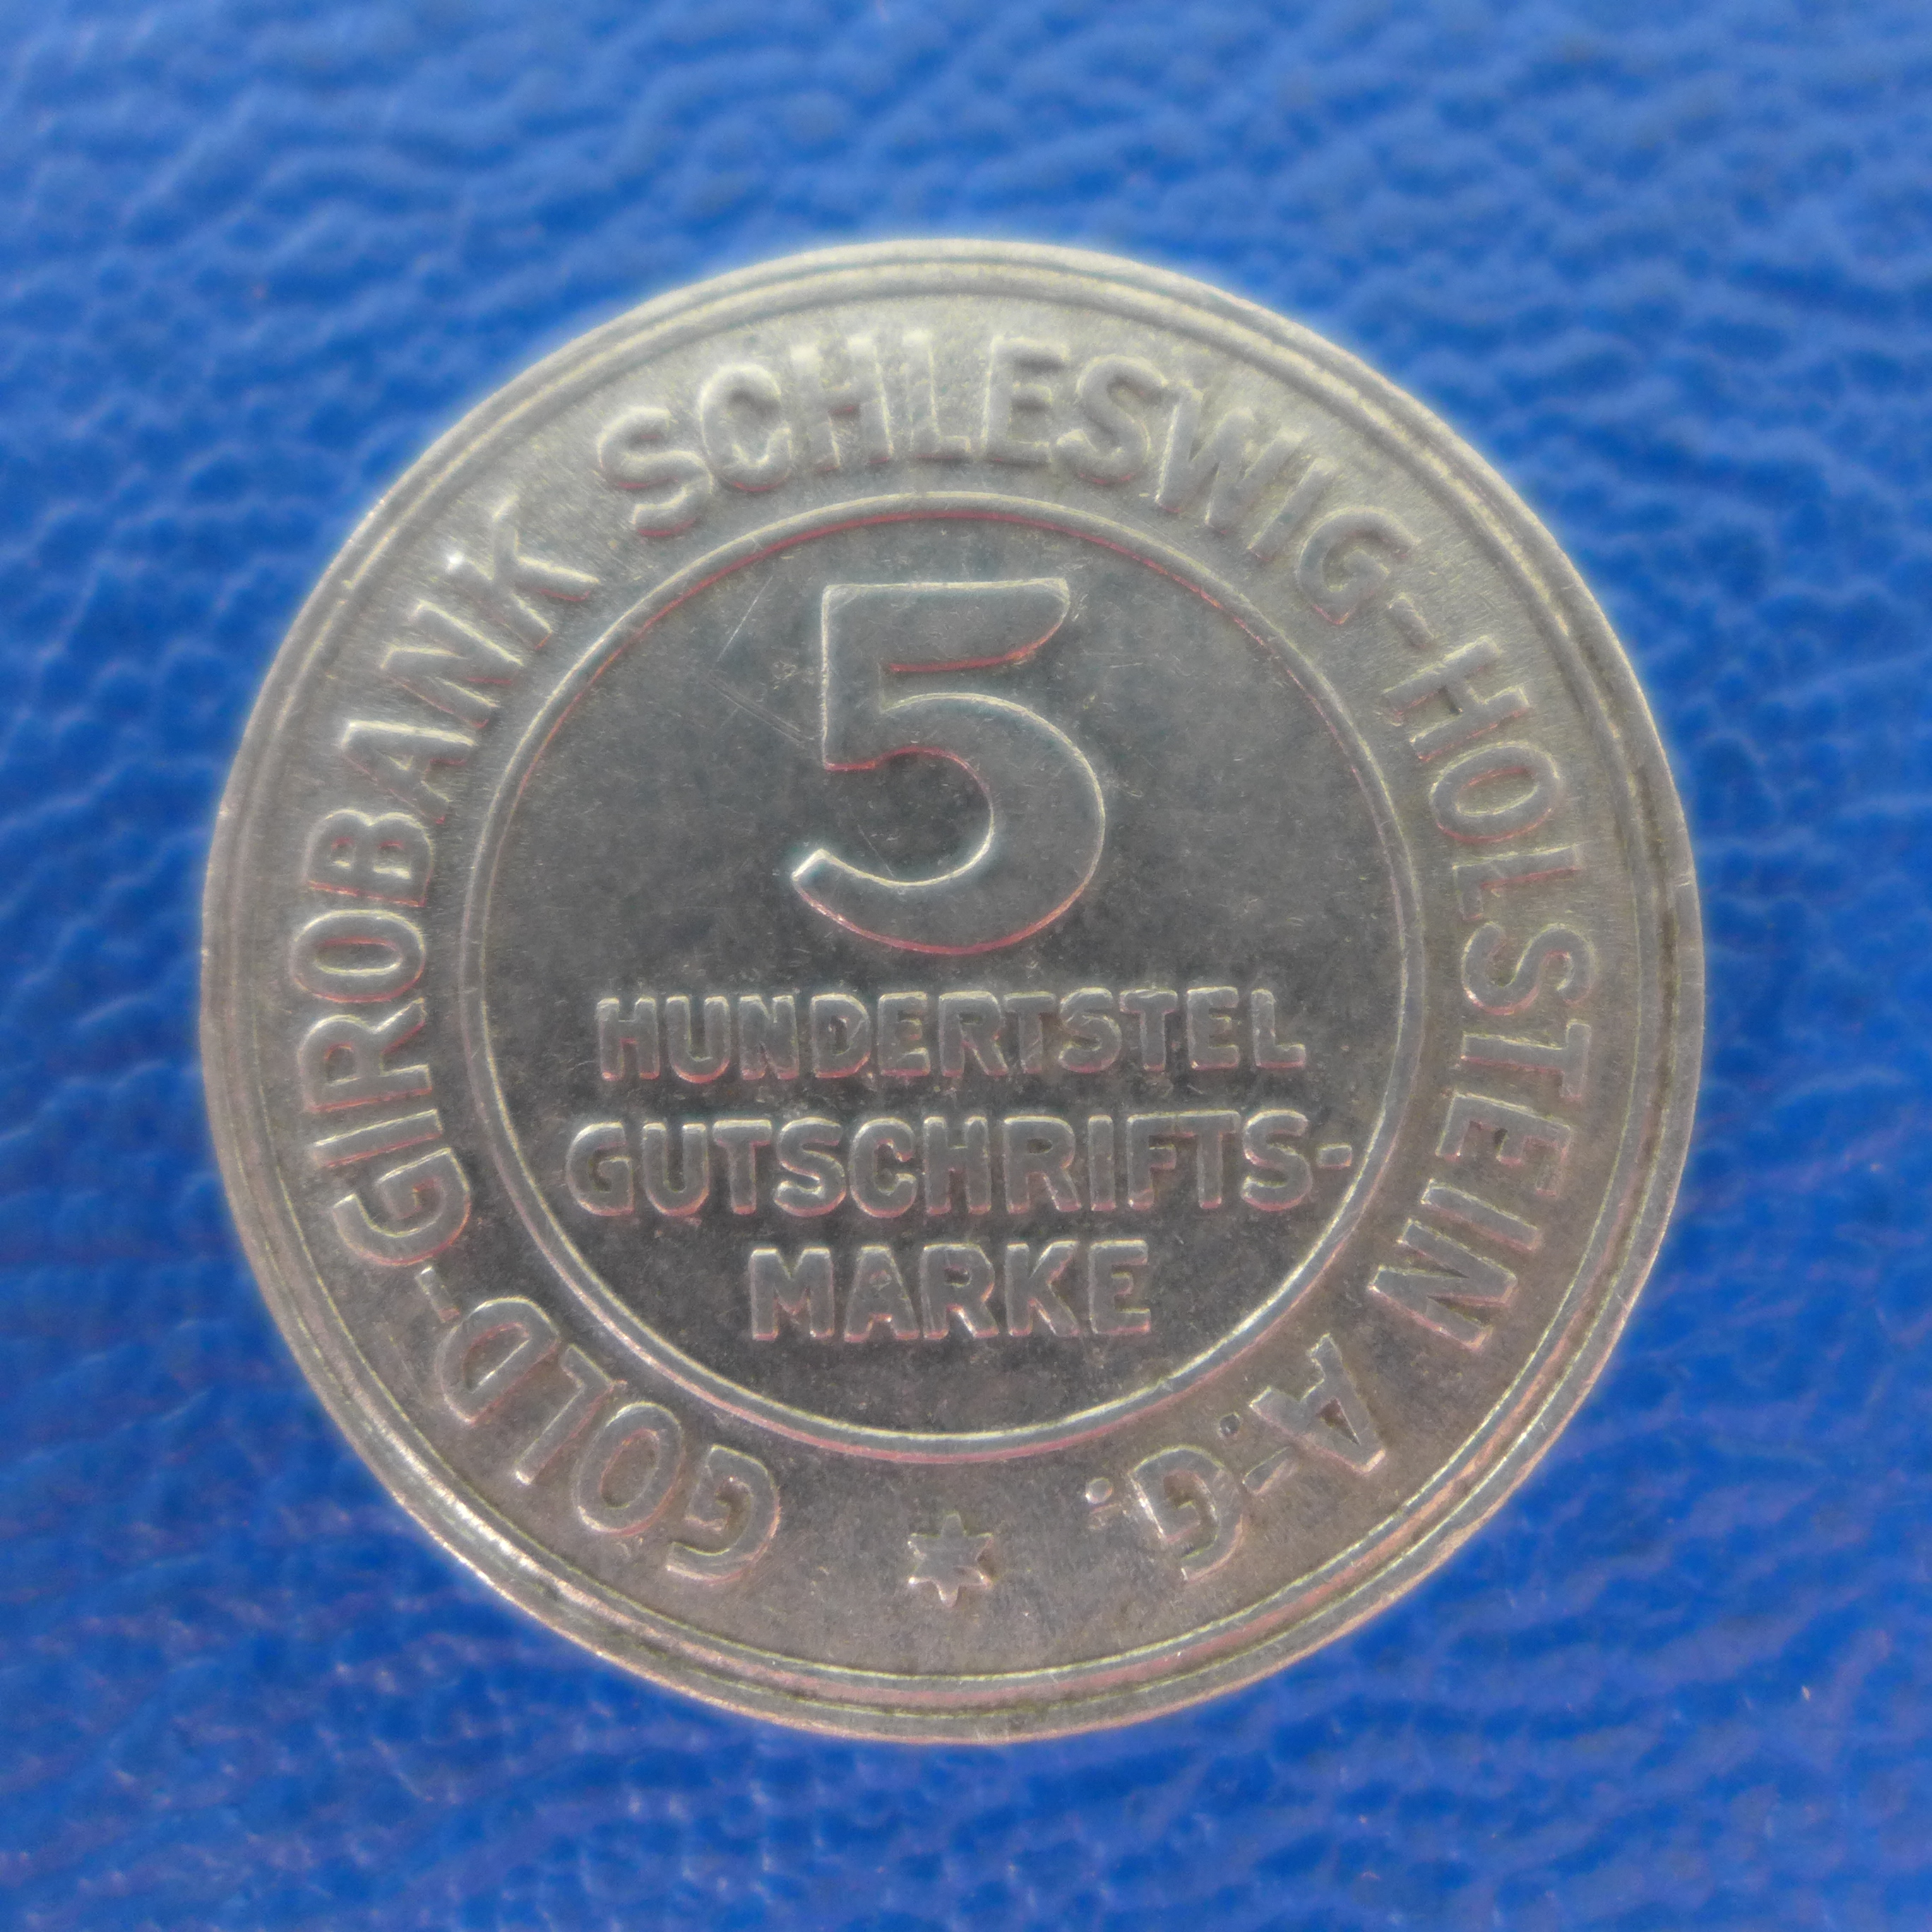 GOLD-GIROBANK SCHLESWIG-HOLSTEIN A.-G.
5
HUNDERTSTEL
GUTSCHRIFTS-
MARKE